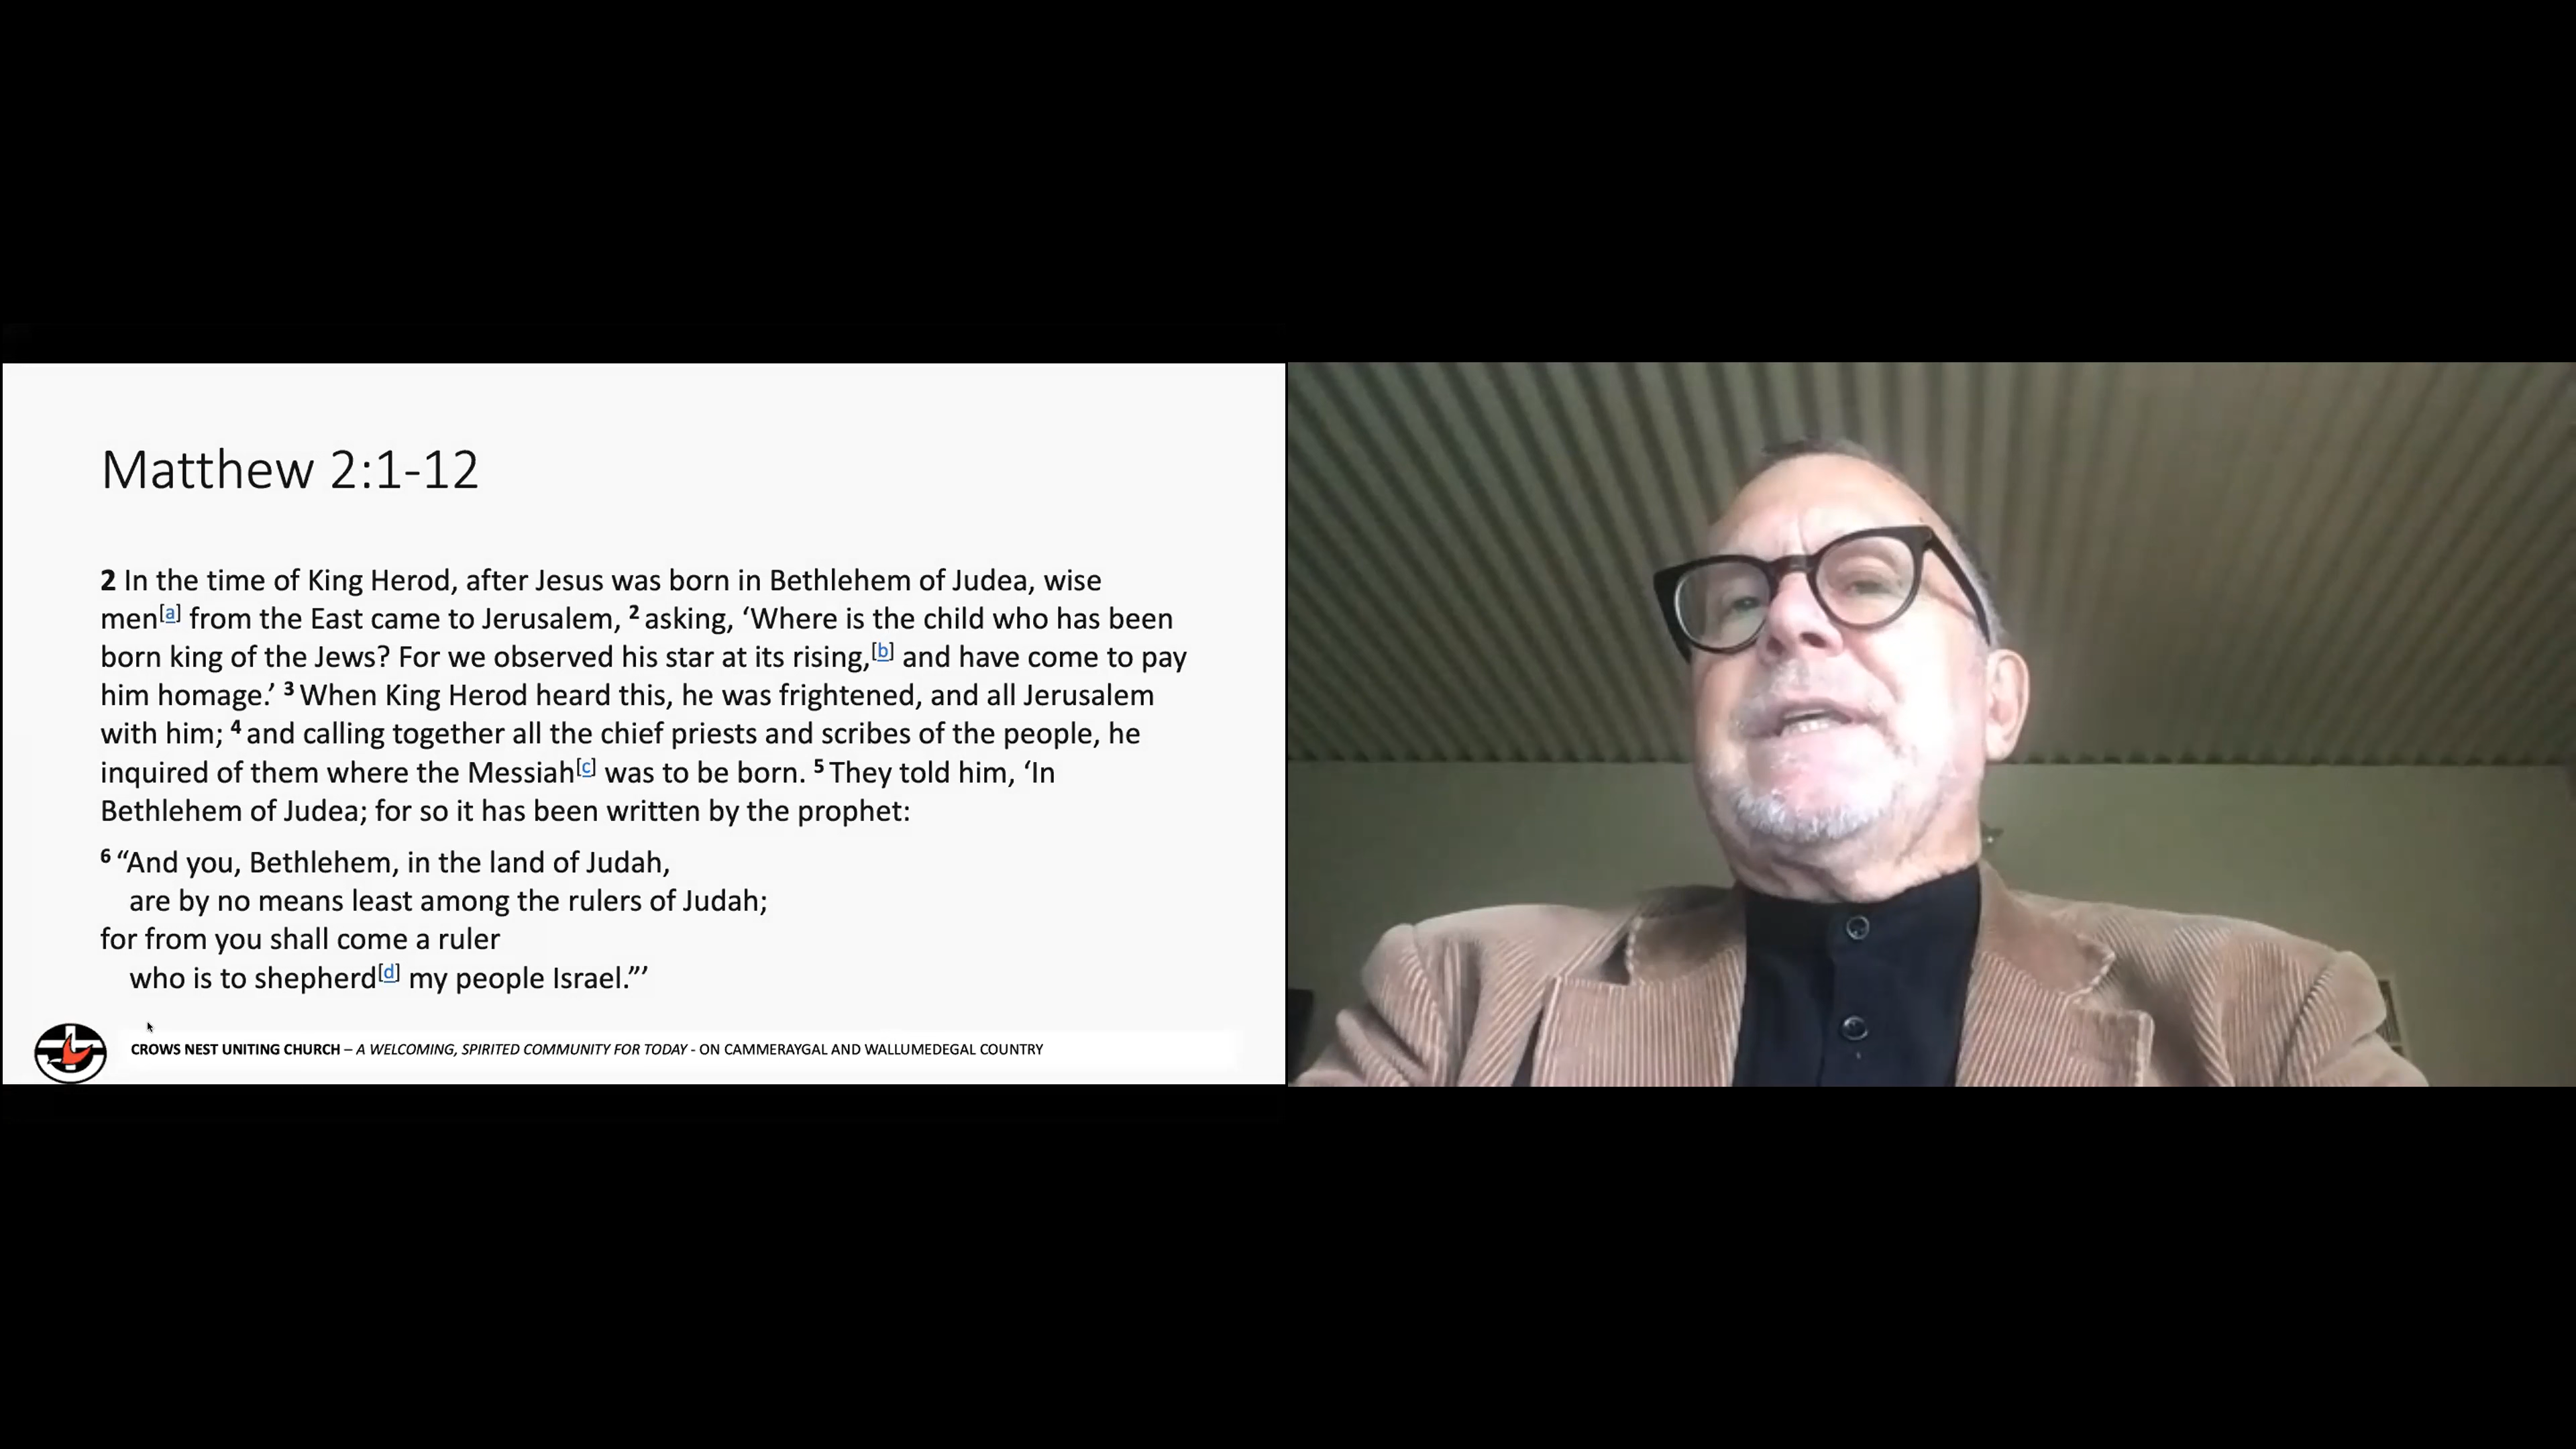 Matthew 2:1-12
2 In the time of King Herod, after Jesus was born in Bethlehem of Judea, wise
men[a] from the East came to Jerusalem, 2 asking, ‘Where is the child who has been
born king of the Jews? For we observed his star at its rising,[b] and have come to pay
him homage.’ 3 When King Herod heard this, he was frightened, and all Jerusalem
with him; 4 and calling together all the chief priests and scribes of the people, he
inquired of them where the Messiah[c] was to be born. 5 They told him, ‘In
Bethlehem of Judea; for so it has been written by the prophet:
6 “And you, Bethlehem, in the land of Judah,
are by no means least among the rulers of Judah;
for from you shall come a ruler
who is to shepherd[d] my people Israel.”’
CROWS NEST UNITING CHURCH – A WELCOMING, SPIRITED COMMUNITY FOR TODAY - ON CAMMERAYGAL AND WALLUMEDEGAL COUNTRY